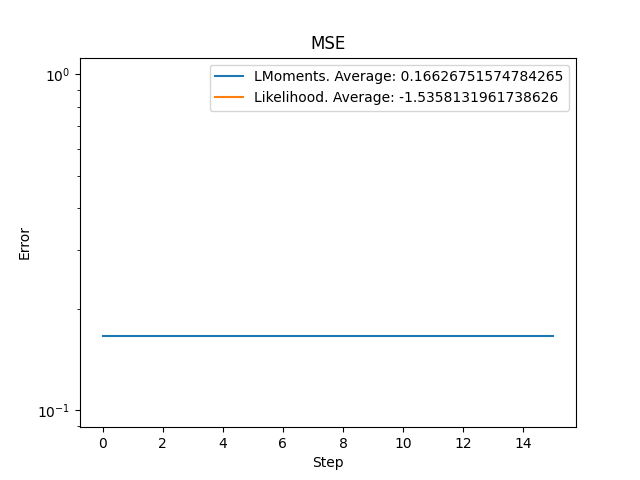 MSE
LMoments. Average: 0.16626751574784265
Likelihood. Average: -1.5358131961738626
10⁰
Error
10⁻¹
0 2 4 6 8 10 12 14
Step